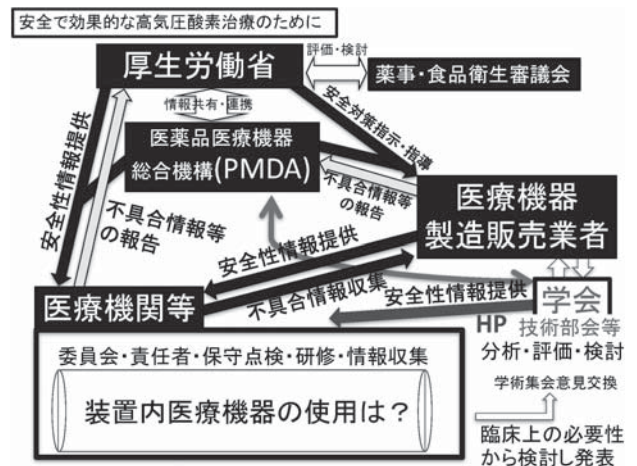 安全で効果的な高気圧酸素治療のために
厚生労働省
評価・検討
薬事・食品衛生審議会
情報共有・連携
安全対策指示・指導
医薬品医療機器
総合機構(PMDA)
安全性情報提供
不具合情報等
の報告
不具合情報等
の報告
医療機器
製造販売業者
安全性情報提供
不具合情報収集
医療機関等
安全性情報提供
学会
HP 技術部会等
分析・評価・検討
委員会・責任者・保守点検・研修・情報収集
学術集会意見交換
装置内医療機器の使用は？
臨床上の必要性
から検討し発表